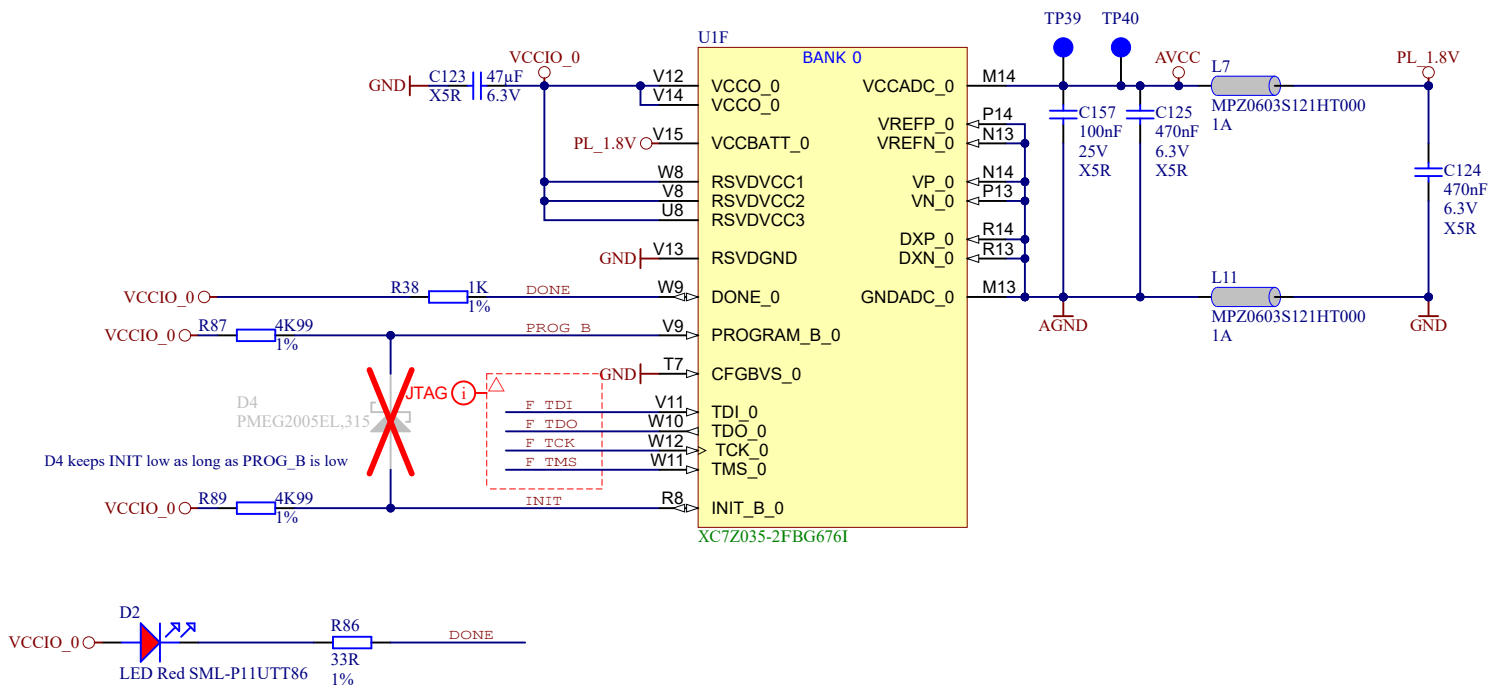 TP39
TP40
U1F
BANK 0
VCCIO_0
AVCC
L7
PL_1.8V
GND
C123
X5R
47µF
6.3V
V12
VCCO_0
V14
VCCO_0
VCCADC_0
M14
MPZ0603S121HT000
1A
PL_1.8V
V15
VCCBATT_0
VREFP_0
P14
VREFN_0
N13
C157
100nF
25V
X5R
C125
470nF
6.3V
X5R
W8
RSVDVCC1
V8
RSVDVCC2
U8
RSVDVCC3
VP_0
N14
VN_0
P13
C124
470nF
6.3V
X5R
DXP_0
R14
DXN_0
R13
GND
V13
RSVDGND
VCCIO_0
R38
1K
1%
DONE
W9
DONE_0
GNDADC_0
M13
L11
MPZ0603S121HT000
1A
AGND
GND
VCCIO_0
R87
4K99
1%
PROG_B
V9
PROGRAM_B_0
GND
T7
CFGBVS_0
JTAG
i
D4
PMEG2005EL,315
F_TDI
V11
TDI_0
F_TDO
W10
TDO_0
F_TCK
W12
TCK_0
F_TMS
W11
TMS_0
D4 keeps INIT low as long as PROG_B is low
VCCIO_0
R89
4K99
1%
INIT
R8
INIT_B_0
XC7Z035-2FBG676I
D2
VCCIO_0
LED Red SML-P11UTT86
R86
33R
1%
DONE